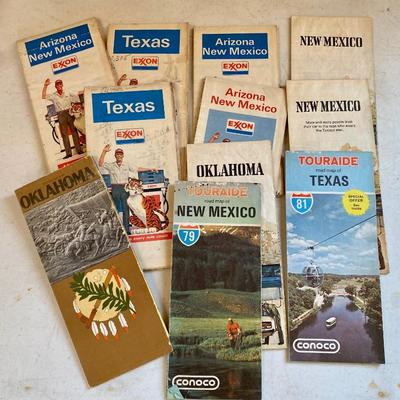 Arizona
New Mexico
EXXON
Texas
EXXON
Arizona
New Mexico
EXXON
NEW MEXICO
Texas
EXXON
Arizona
New Mexico
EXXON
NEW MEXICO
OKLAHOMA
OKLAHOMA
TOURAIDE
road map of
NEW MEXICO
79
conoco
TOURAIDE
road map of
TEXAS
81
SPECIAL
OFFER
See
Inside
conoco